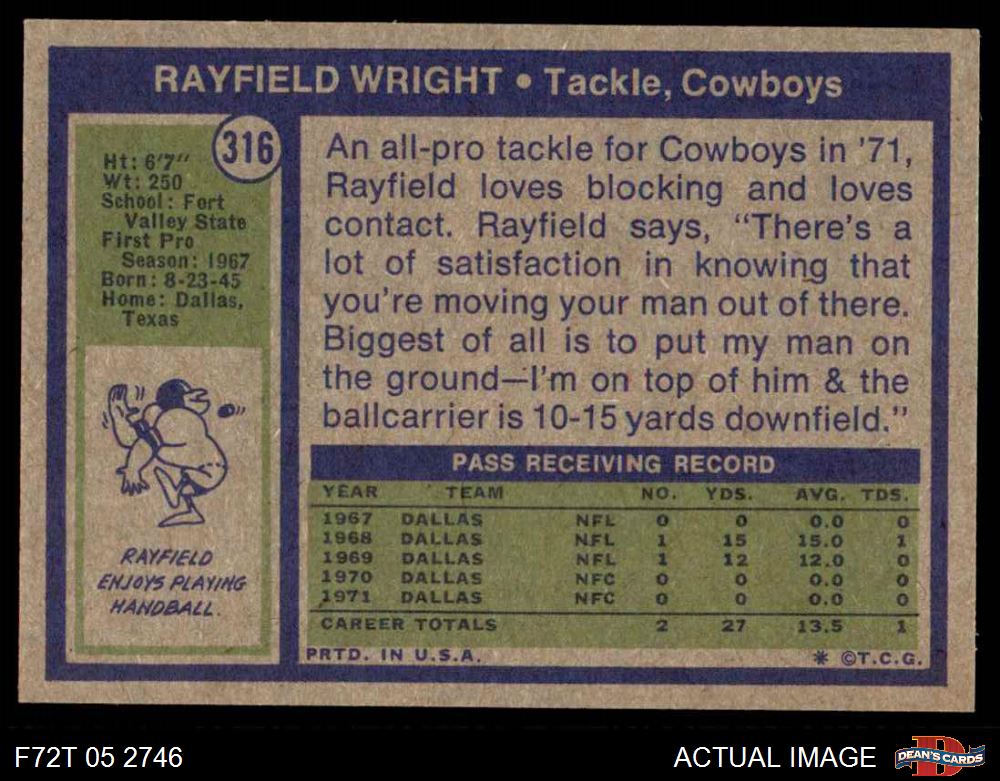 RAYFIELD WRIGHT • Tackle, Cowboys
316
Ht: 6'7"
Wt: 250
School: Fort
Valley State
First Pro
Season: 1967
Born: 8-23-45
Home: Dallas,
Texas
RAYFIELD
ENJOYS PLAYING
HANDBALL.
An all-pro tackle for Cowboys in '71,
Rayfield loves blocking and loves
contact. Rayfield says, "There's a
lot of satisfaction in knowing that
you're moving your man out of there.
Biggest of all is to put my man on
the ground—I'm on top of him & the
ballcarrier is 10-15 yards downfield."
PASS RECEIVING RECORD
YEAR TEAM NO. YDS. AVG. TDS.
1967 DALLAS NFL 0 0 0.0 0
1968 DALLAS NFL 1 15 15.0 1
1969 DALLAS NFL 1 12 12.0 0
1970 DALLAS NFC 0 0 0.0 0
1971 DALLAS NFC 0 0 0.0 0
CAREER TOTALS 2 27 13.5 1
PRTD. IN U.S.A. * ©T.C.G.
F72T 05 2746
ACTUAL IMAGE
D
DEAN'S CARDS